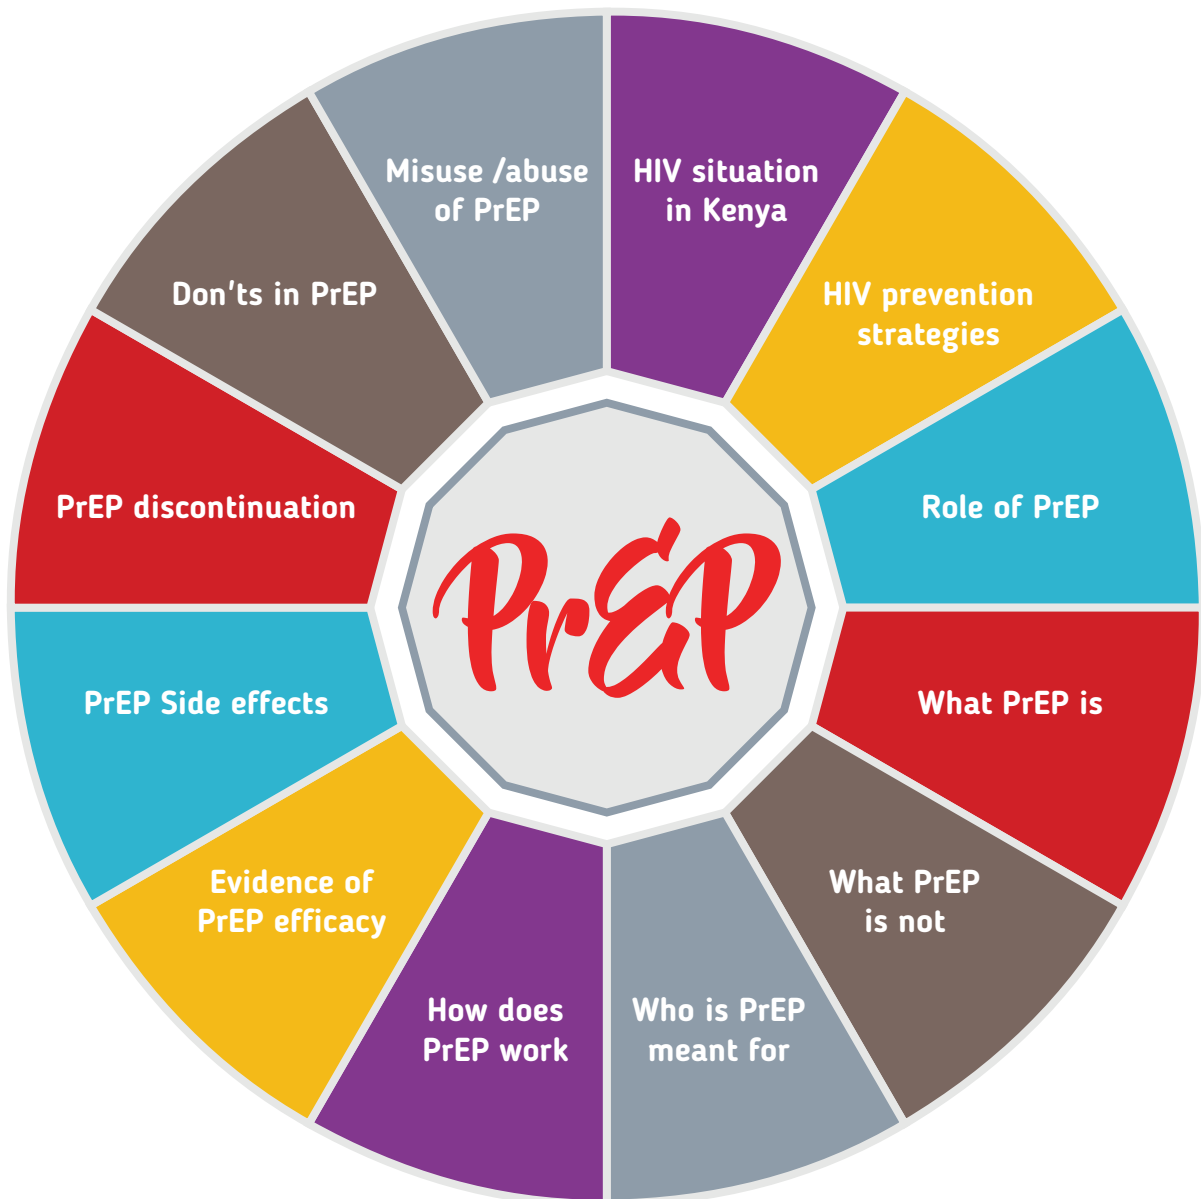 HIV situation
in Kenya
HIV prevention
strategies
Role of PrEP
What PrEP is
What PrEP
is not
Who is PrEP
meant for
How does
PrEP work
Evidence of
PrEP efficacy
PrEP Side effects
PrEP discontinuation
Don'ts in PrEP
Misuse /abuse
of PrEP
PrEP